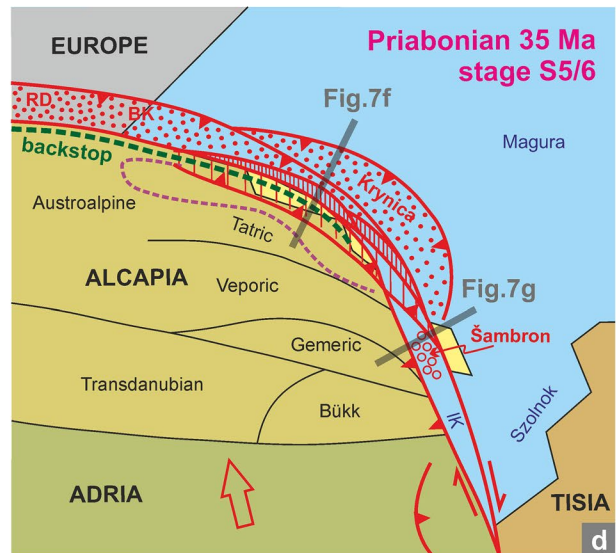 EUROPE
Priabonian 35 Ma
stage S5/6
Fig.7f
RD
BK
Magura
backstop
Krynica
Austroalpine
Tatric
ALCAPIA
Veporic
Fig.7g
Šambron
Gemeric
Transdanubian
Bükk
IK
Szolnok
ADRIA
TISIA
d